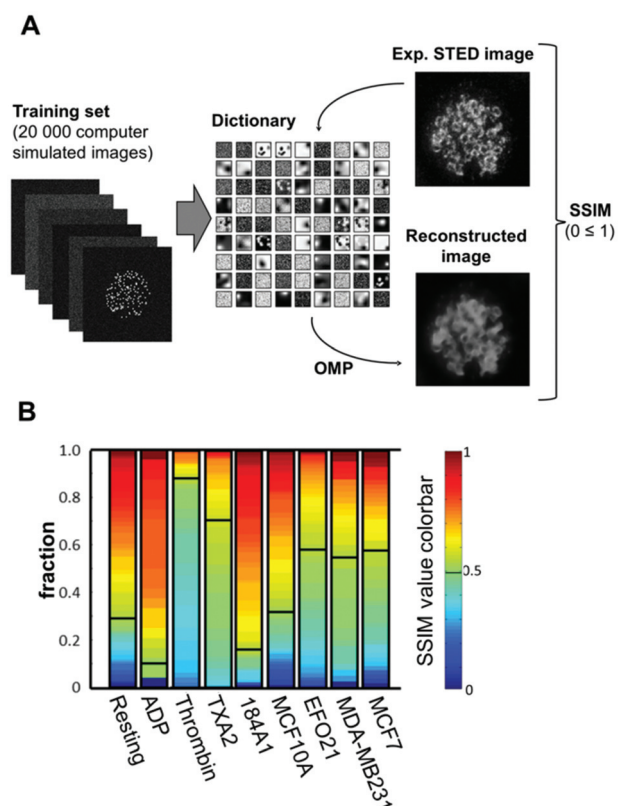 A
Exp. STED image
Training set
(20 000 computer
simulated images)
Dictionary
SSIM
(0 ≤ 1)
Reconstructed
image
OMP
B
1.0
0.8
0.6
0.4
0.2
0
fraction
Resting
ADP
Thrombin
TXA2
184A1
MCF10A
EFO21
MDA-MB231
MCF7
1
0.5
0
SSIM value colorbar